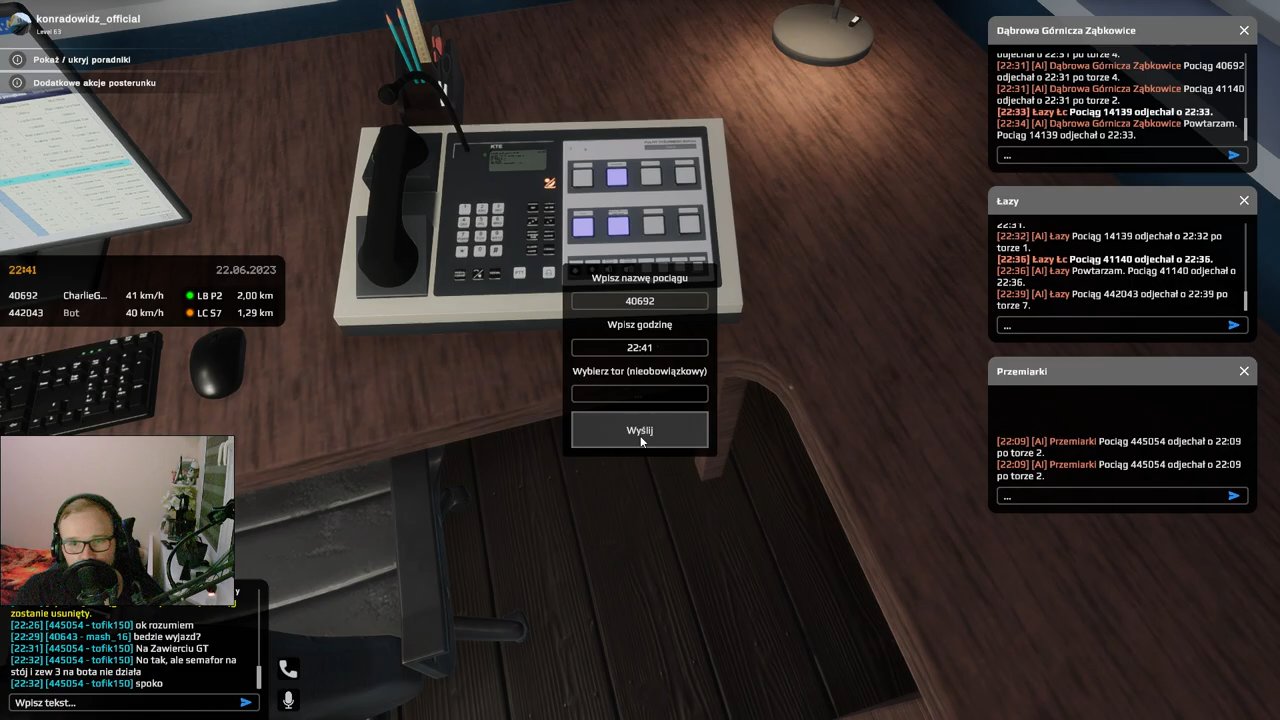 konradowidz_official
Level 63
Pokaż / ukryj poradniki
Dodatkowe akcje posterunku
22:41 22.06.2023
40692 CharlieG... 41 km/h LB P2 2,00 km
442043 Bot 40 km/h LC S7 1,29 km
zostanie usunięty.
[22:26] [445054 - tofik150] ok rozumiem
[22:29] [40643 - mash_16] bedzie wyjazd?
[22:31] [445054 - tofik150] Na Zawierciu GT
[22:32] [445054 - tofik150] No tak, ale semafor na
stój i zew 3 na bota nie działa
[22:32] [445054 - tofik150] spoko
Wpisz tekst...
KTE
Wpisz nazwę pociągu
40692
Wpisz godzinę
22:41
Wybierz tor (nieobowiązkowy)
Wyślij
Dąbrowa Górnicza Ząbkowice
odjechał o 22:31 po torze 4.
[22:31] [AI] Dąbrowa Górnicza Ząbkowice Pociąg 40692
odjechał o 22:31 po torze 4.
[22:31] [AI] Dąbrowa Górnicza Ząbkowice Pociąg 41140
odjechał o 22:31 po torze 2.
[22:33] Łazy Łc Pociąg 14139 odjechał o 22:33.
[22:34] [AI] Dąbrowa Górnicza Ząbkowice Powtarzam.
Pociąg 14139 odjechał o 22:33.
...
Łazy
22:31.
[22:32] [AI] Łazy Pociąg 14139 odjechał o 22:32 po
torze 1.
[22:36] Łazy Łc Pociąg 41140 odjechał o 22:36.
[22:36] [AI] Łazy Powtarzam. Pociąg 41140 odjechał o
22:36.
[22:39] [AI] Łazy Pociąg 442043 odjechał o 22:39 po
torze 7.
...
Przemiarki
[22:09] [AI] Przemiarki Pociąg 445054 odjechał o 22:09
po torze 2.
[22:09] [AI] Przemiarki Pociąg 445054 odjechał o 22:09
po torze 2.
...